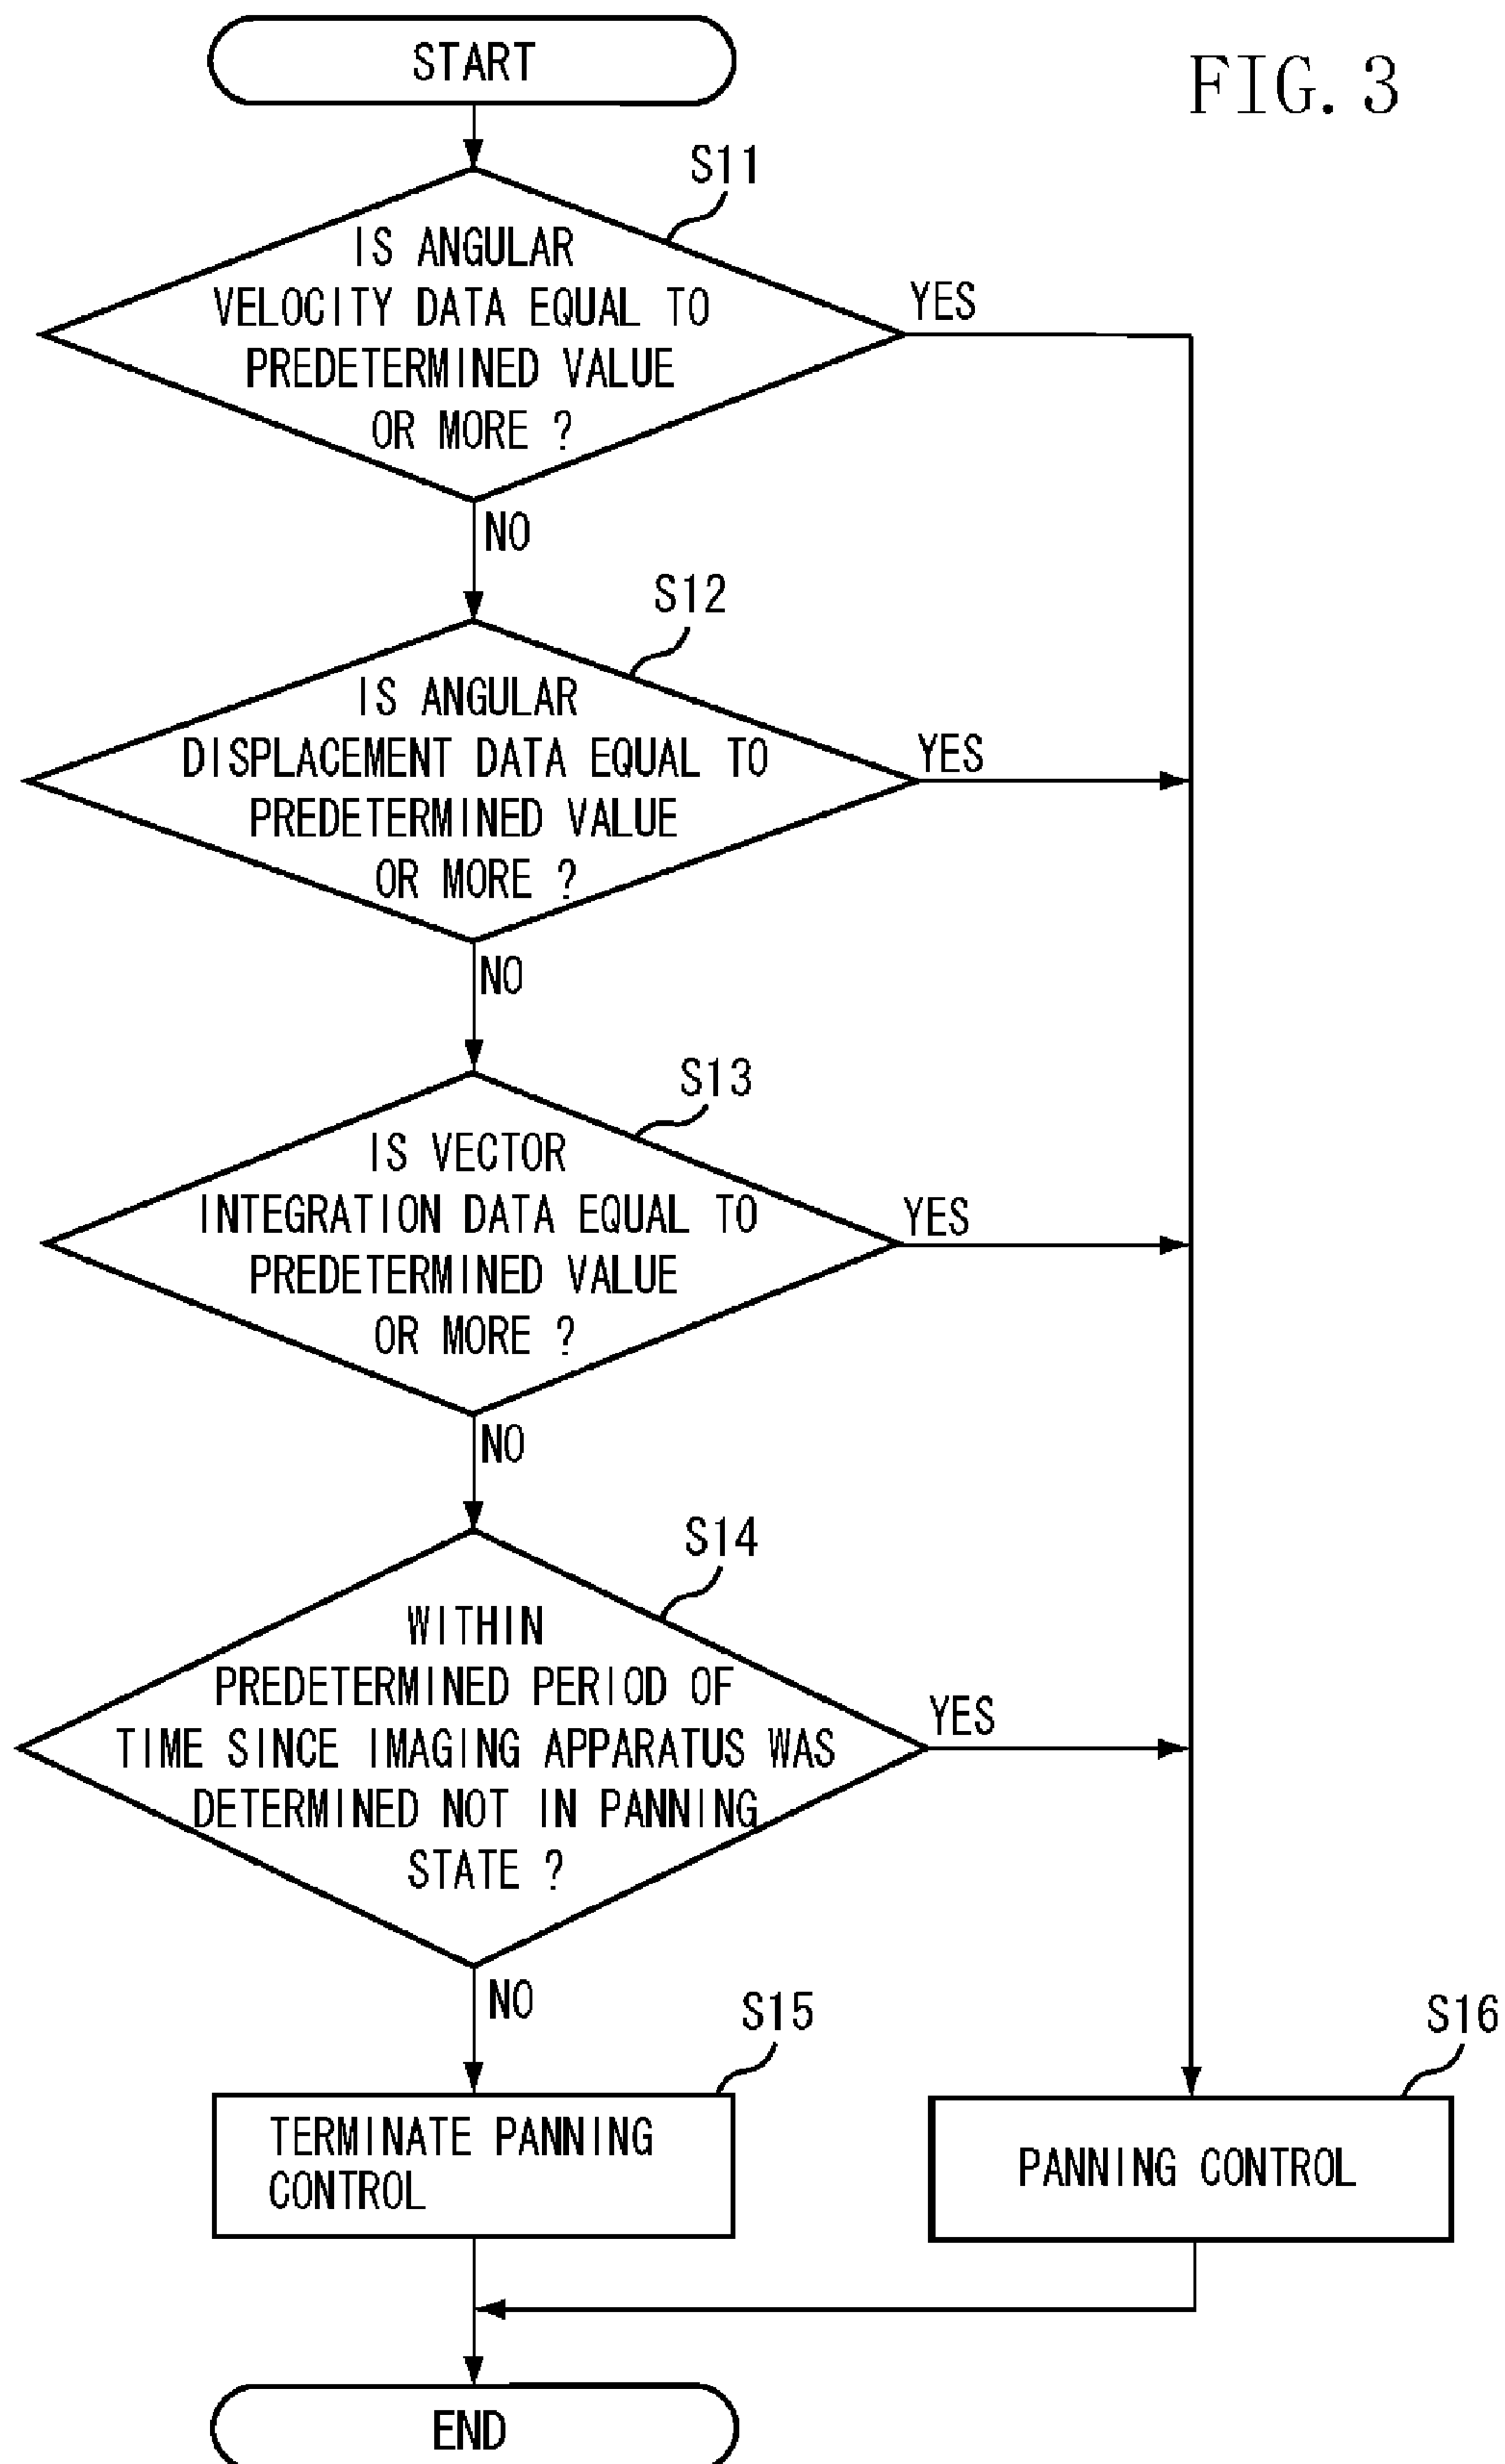 START
FIG. 3
S11
IS ANGULAR
VELOCITY DATA EQUAL TO
PREDETERMINED VALUE
OR MORE ?
YES
NO
S12
IS ANGULAR
DISPLACEMENT DATA EQUAL TO
PREDETERMINED VALUE
OR MORE ?
YES
NO
S13
IS VECTOR
INTEGRATION DATA EQUAL TO
PREDETERMINED VALUE
OR MORE ?
YES
NO
S14
WITHIN
PREDETERMINED PERIOD OF
TIME SINCE IMAGING APPARATUS WAS
DETERMINED NOT IN PANNING
STATE ?
YES
NO
S15
TERMINATE PANNING
CONTROL
S16
PANNING CONTROL
END